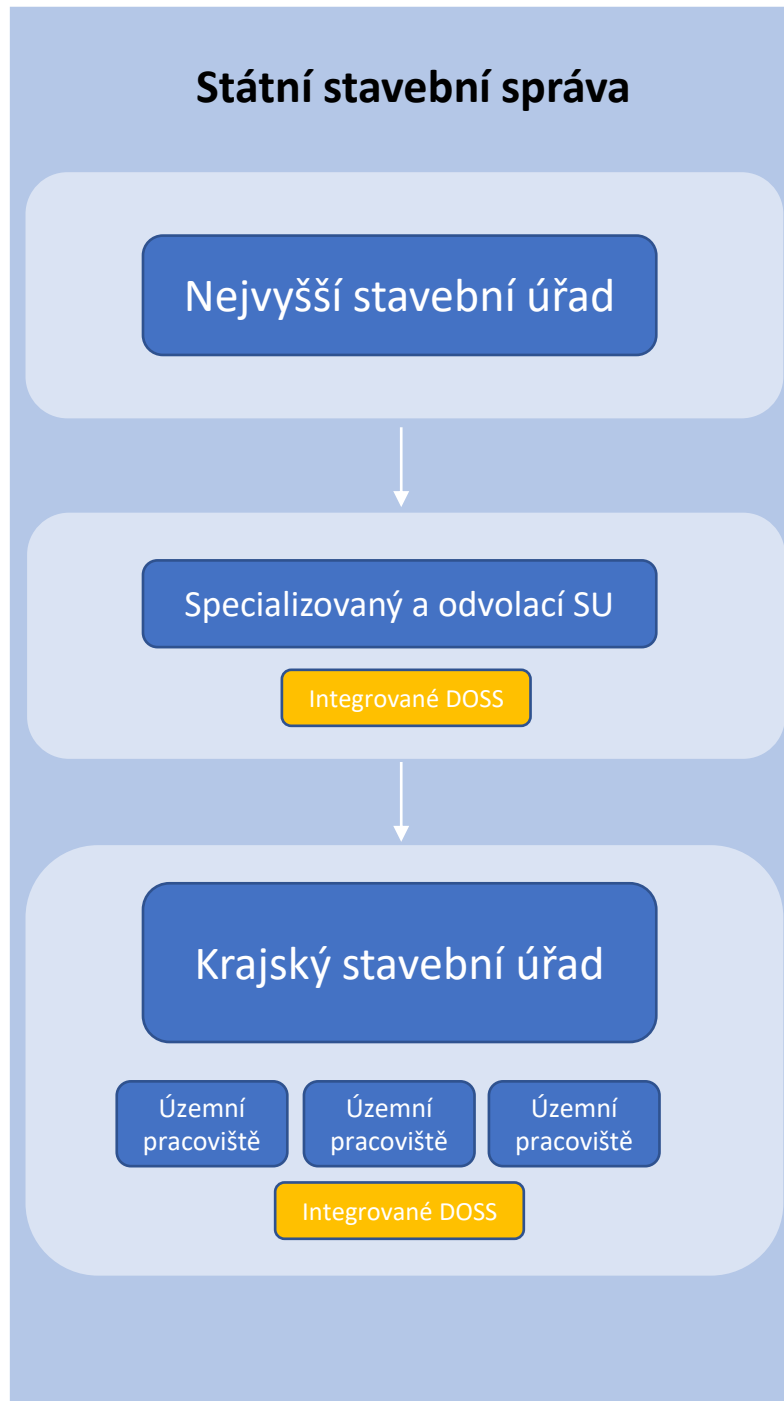 Státní stavební správa
Nejvyšší stavební úřad
Specializovaný a odvolací SU
Integrované DOSS
Krajský stavební úřad
Územní
pracoviště
Územní
pracoviště
Územní
pracoviště
Integrované DOSS